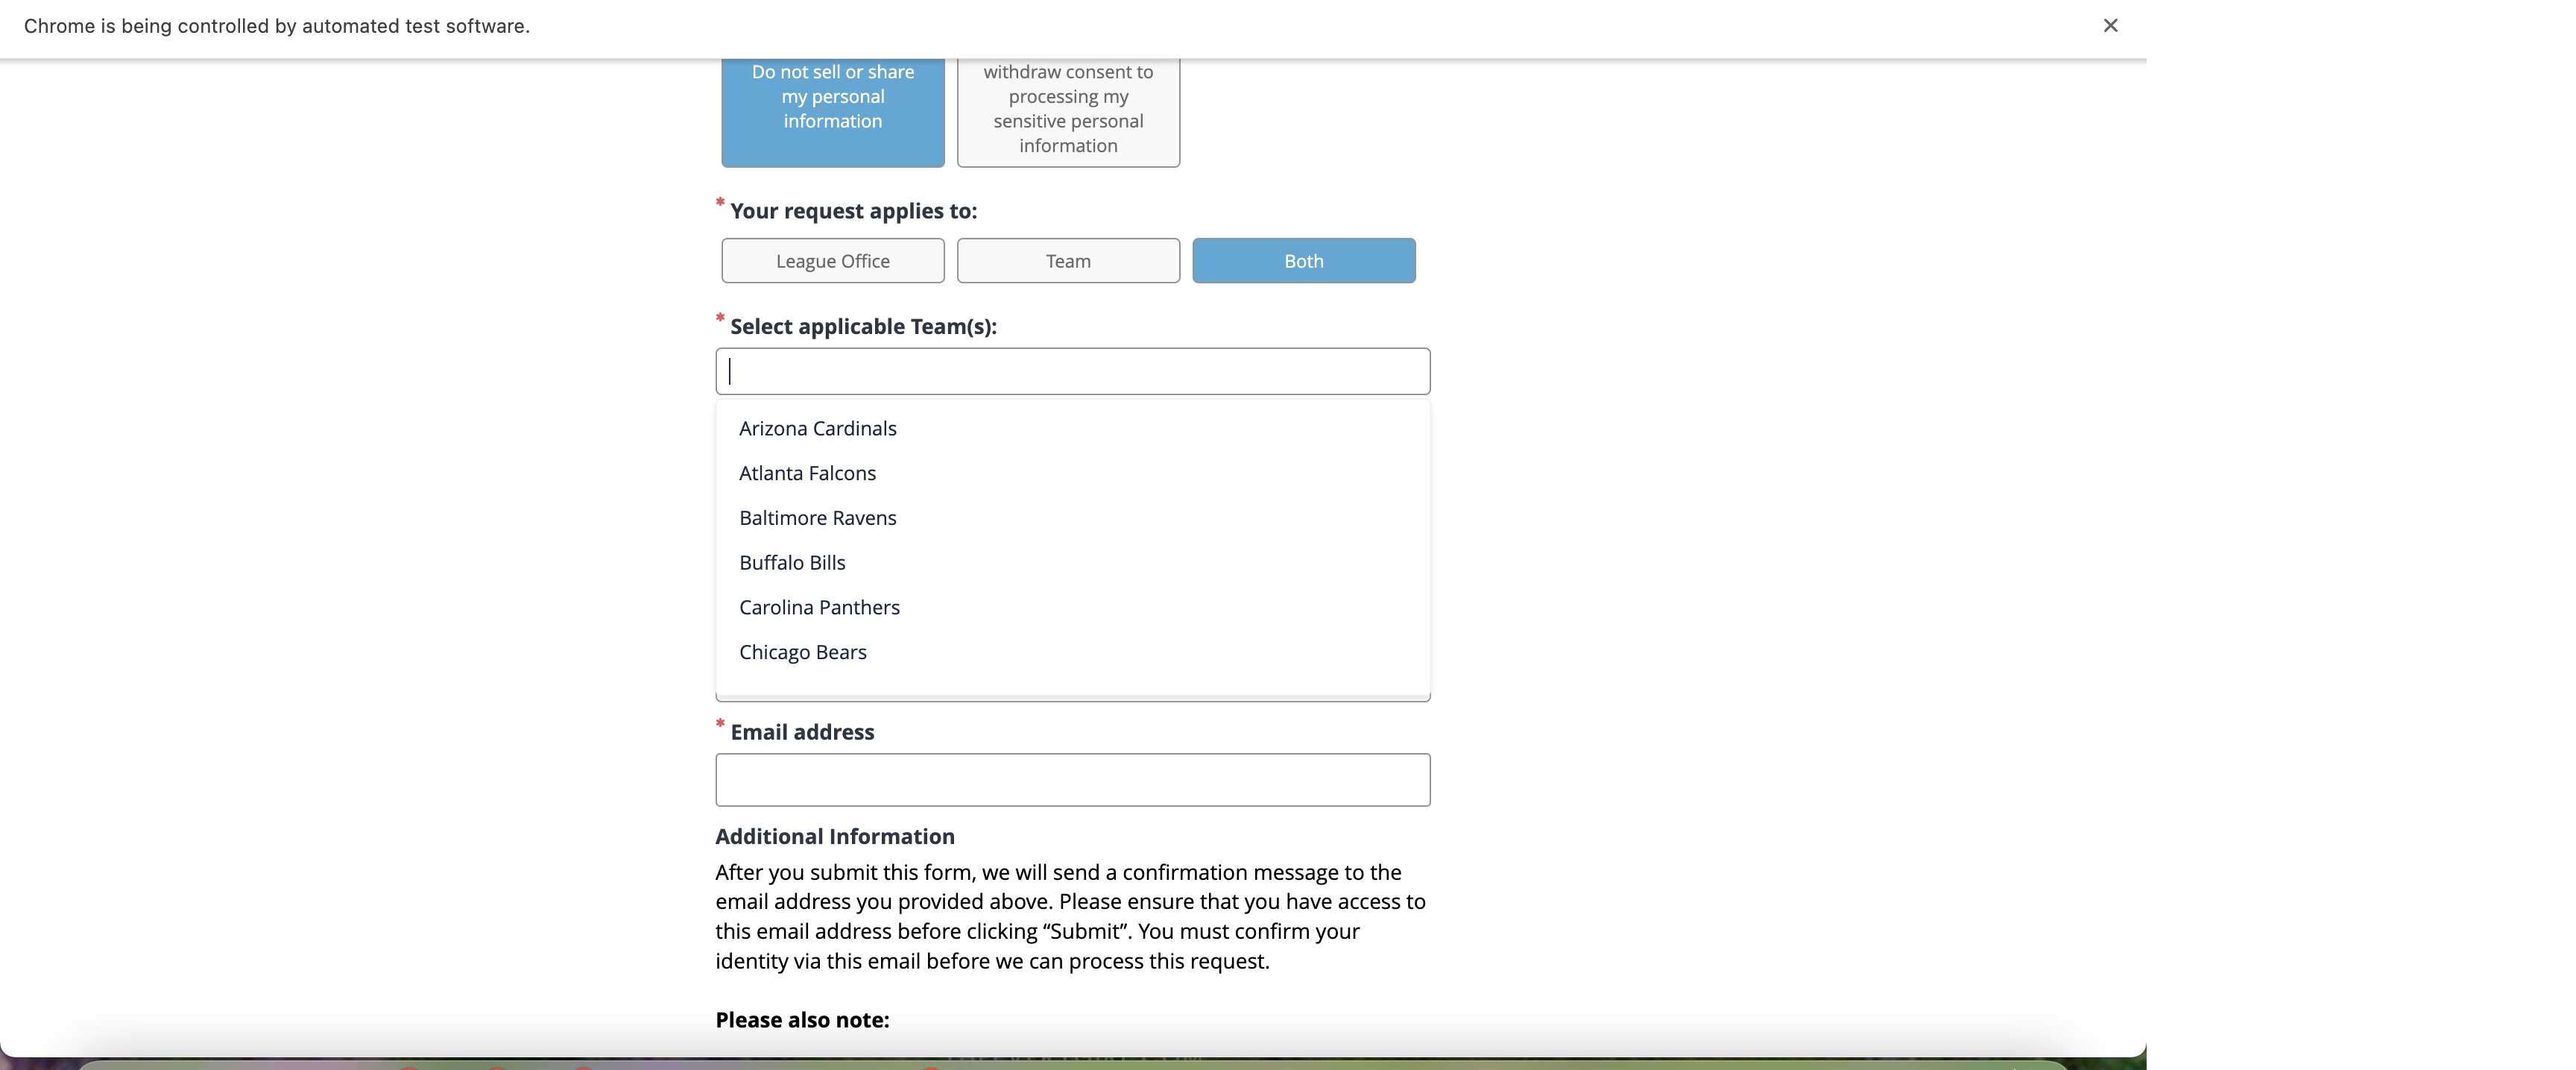 Chrome is being controlled by automated test software.
Do not sell or share
my personal
information
withdraw consent to
processing my
sensitive personal
information
* Your request applies to:
League Office
Team
Both
* Select applicable Team(s):
Arizona Cardinals
Atlanta Falcons
Baltimore Ravens
Buffalo Bills
Carolina Panthers
Chicago Bears
* Email address
Additional Information
After you submit this form, we will send a confirmation message to the
email address you provided above. Please ensure that you have access to
this email address before clicking “Submit”. You must confirm your
identity via this email before we can process this request.
Please also note: